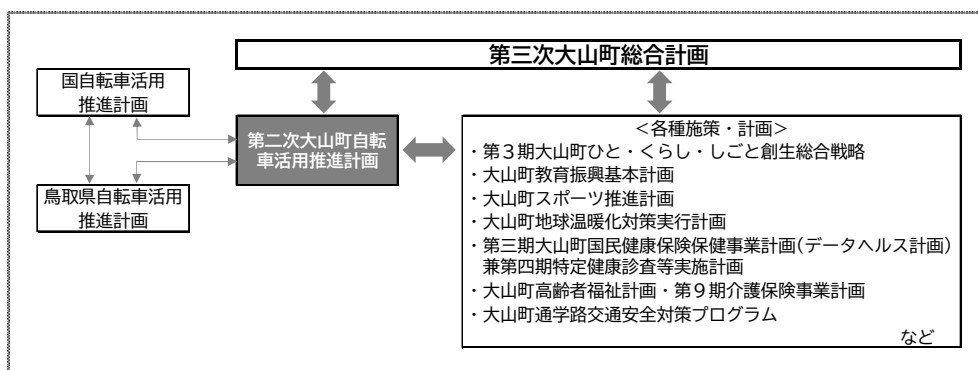 第三次大山町総合計画
国自転車活用
推進計画
第二次大山町自転
車活用推進計画
鳥取県自転車活用
推進計画
＜各種施策・計画＞
・第３期大山町ひと・くらし・しごと創生総合戦略
・大山町教育振興基本計画
・大山町スポーツ推進計画
・大山町地球温暖化対策実行計画
・第三期大山町国民健康保険保健事業計画(データヘルス計画)
兼第四期特定健康診査等実施計画
・大山町高齢者福祉計画・第９期介護保険事業計画
・大山町通学路交通安全対策プログラム
など